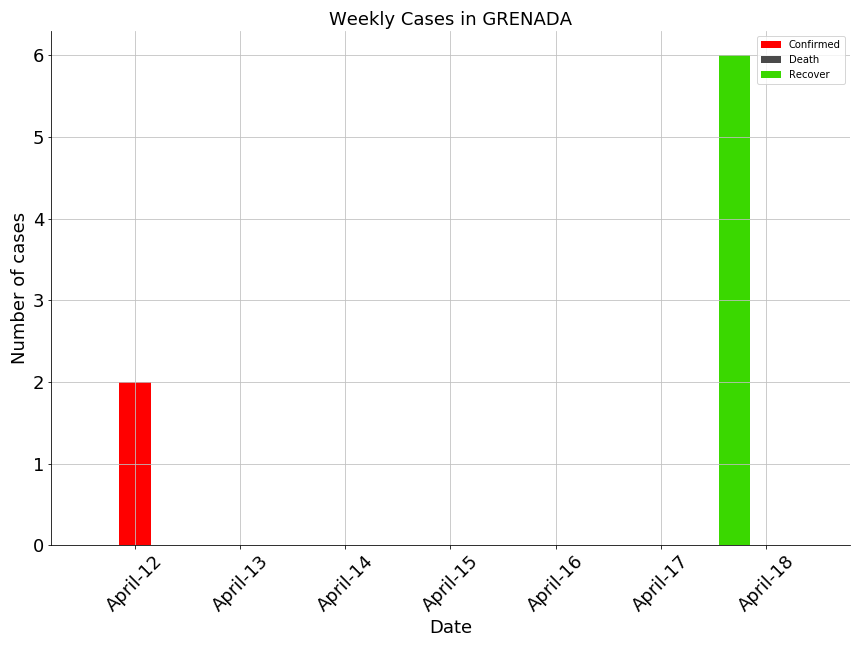 Weekly Cases in GRENADA
Confirmed
Death
Recover
Number of cases
6
5
4
3
2
1
0
April-12
April-13
April-14
April-15
April-16
April-17
April-18
Date